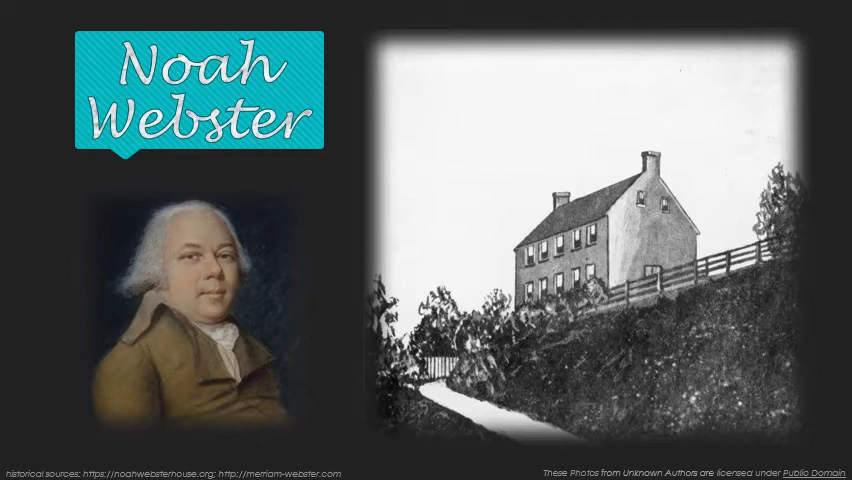 Noah
Webster
historical sources: https://noahwebsterhouse.org; http://merriam-webster.com
These Photos from Unknown Authors are licensed under Public Domain